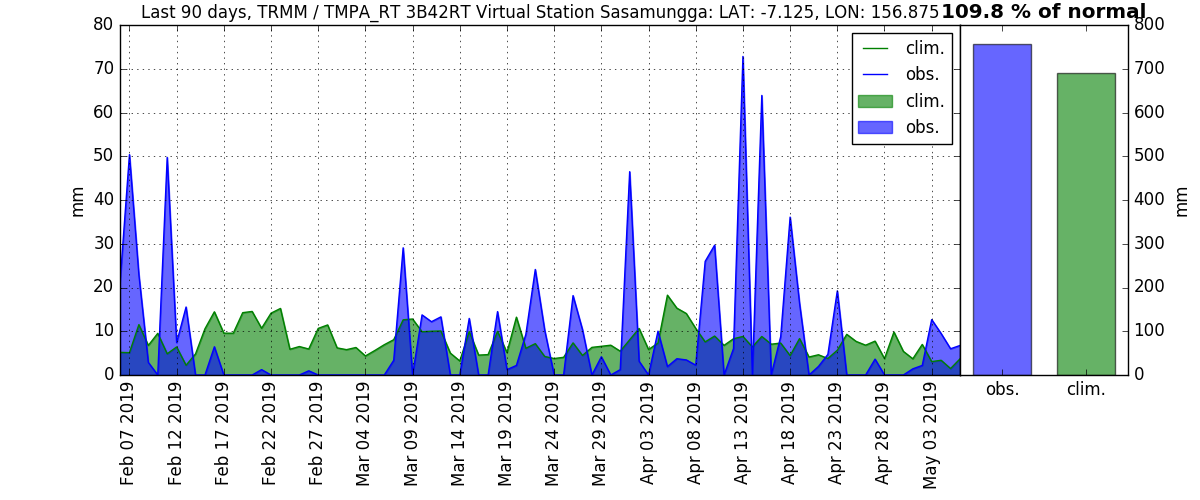 Last 90 days, TRMM / TMPA_RT 3B42RT Virtual Station Sasamungga: LAT: -7.125, LON: 156.875
109.8 % of normal
80
70
60
50
40
30
20
10
0
mm
clim.
obs.
clim.
obs.
Feb 07 2019
Feb 12 2019
Feb 17 2019
Feb 22 2019
Feb 27 2019
Mar 04 2019
Mar 09 2019
Mar 14 2019
Mar 19 2019
Mar 24 2019
Mar 29 2019
Apr 03 2019
Apr 08 2019
Apr 13 2019
Apr 18 2019
Apr 23 2019
Apr 28 2019
May 03 2019
800
700
600
500
400
300
200
100
0
mm
obs.
clim.